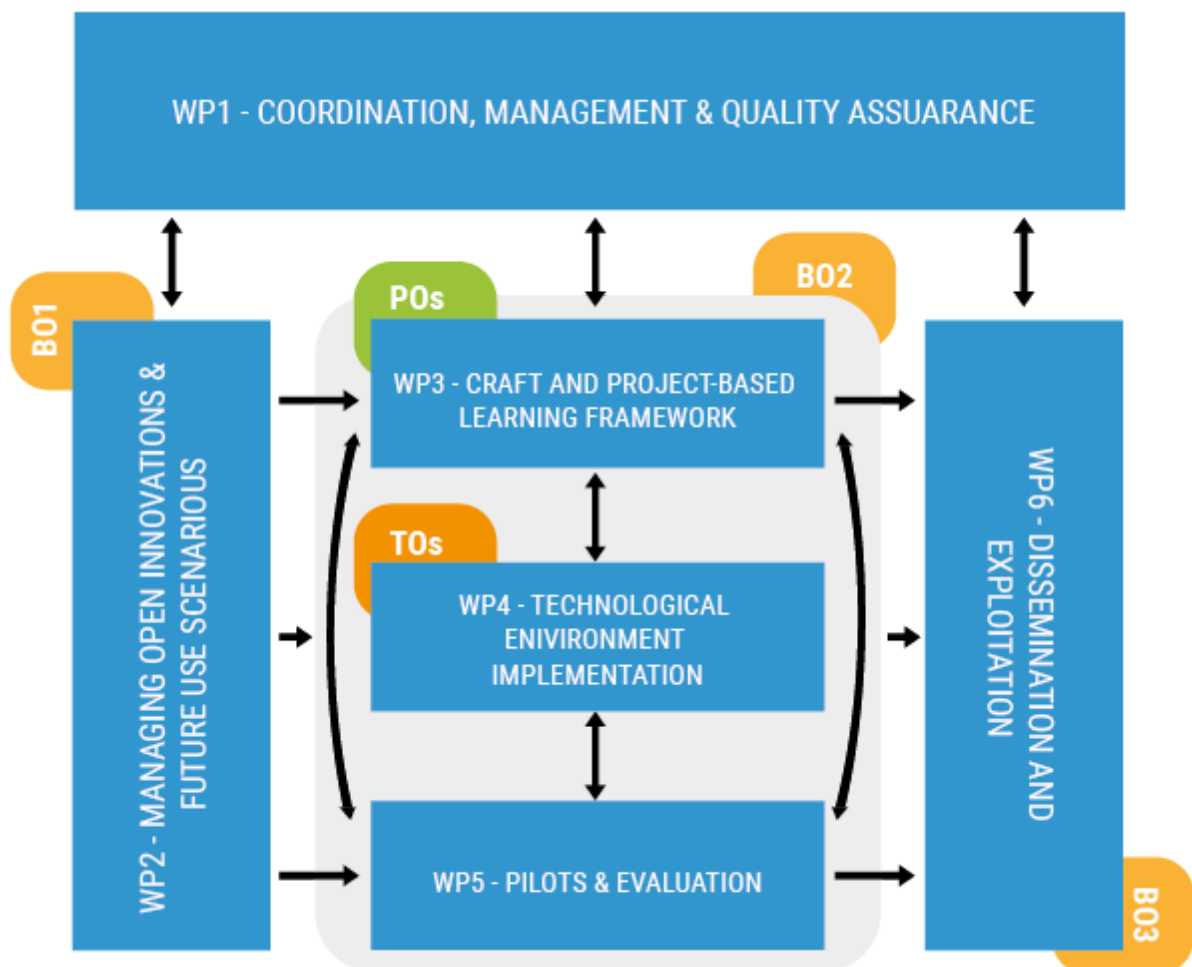 WP1 - COORDINATION, MANAGEMENT & QUALITY ASSUARANCE
BO1
POs
BO2
WP2 - MANAGING OPEN INNOVATIONS &
FUTURE USE SCENARIOUS
WP3 - CRAFT AND PROJECT-BASED
LEARNING FRAMEWORK
TOs
WP4 - TECHNOLOGICAL
ENIVIRONMENT
IMPLEMENTATION
WP5 - PILOTS & EVALUATION
WP6 - DISSEMINATION AND
EXPLOITATION
BO3